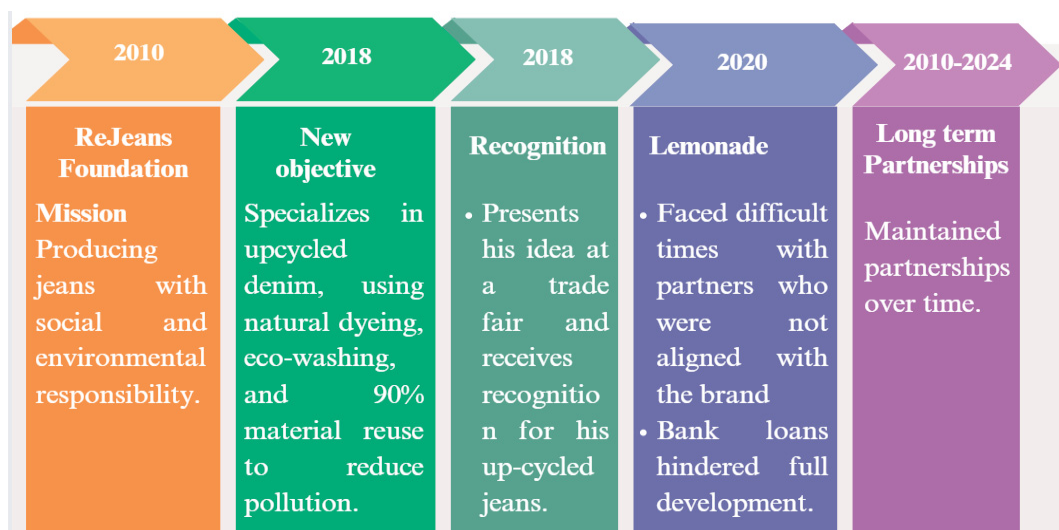 2010
ReJeans
Foundation
Mission
Producing
jeans with
social and
environmental
responsibility.
2018
New
objective
Specializes in
upcycled
denim, using
natural dyeing,
eco-washing,
and 90%
material reuse
to reduce
pollution.
2018
Recognition
• Presents
his idea at
a trade
fair and
receives
recognitio
n for his
up-cycled
jeans.
2020
Lemonade
• Faced difficult
times with
partners who
were not
aligned with
the brand
• Bank loans
hindered full
development.
2010-2024
Long term
Partnerships
Maintained
partnerships
over time.